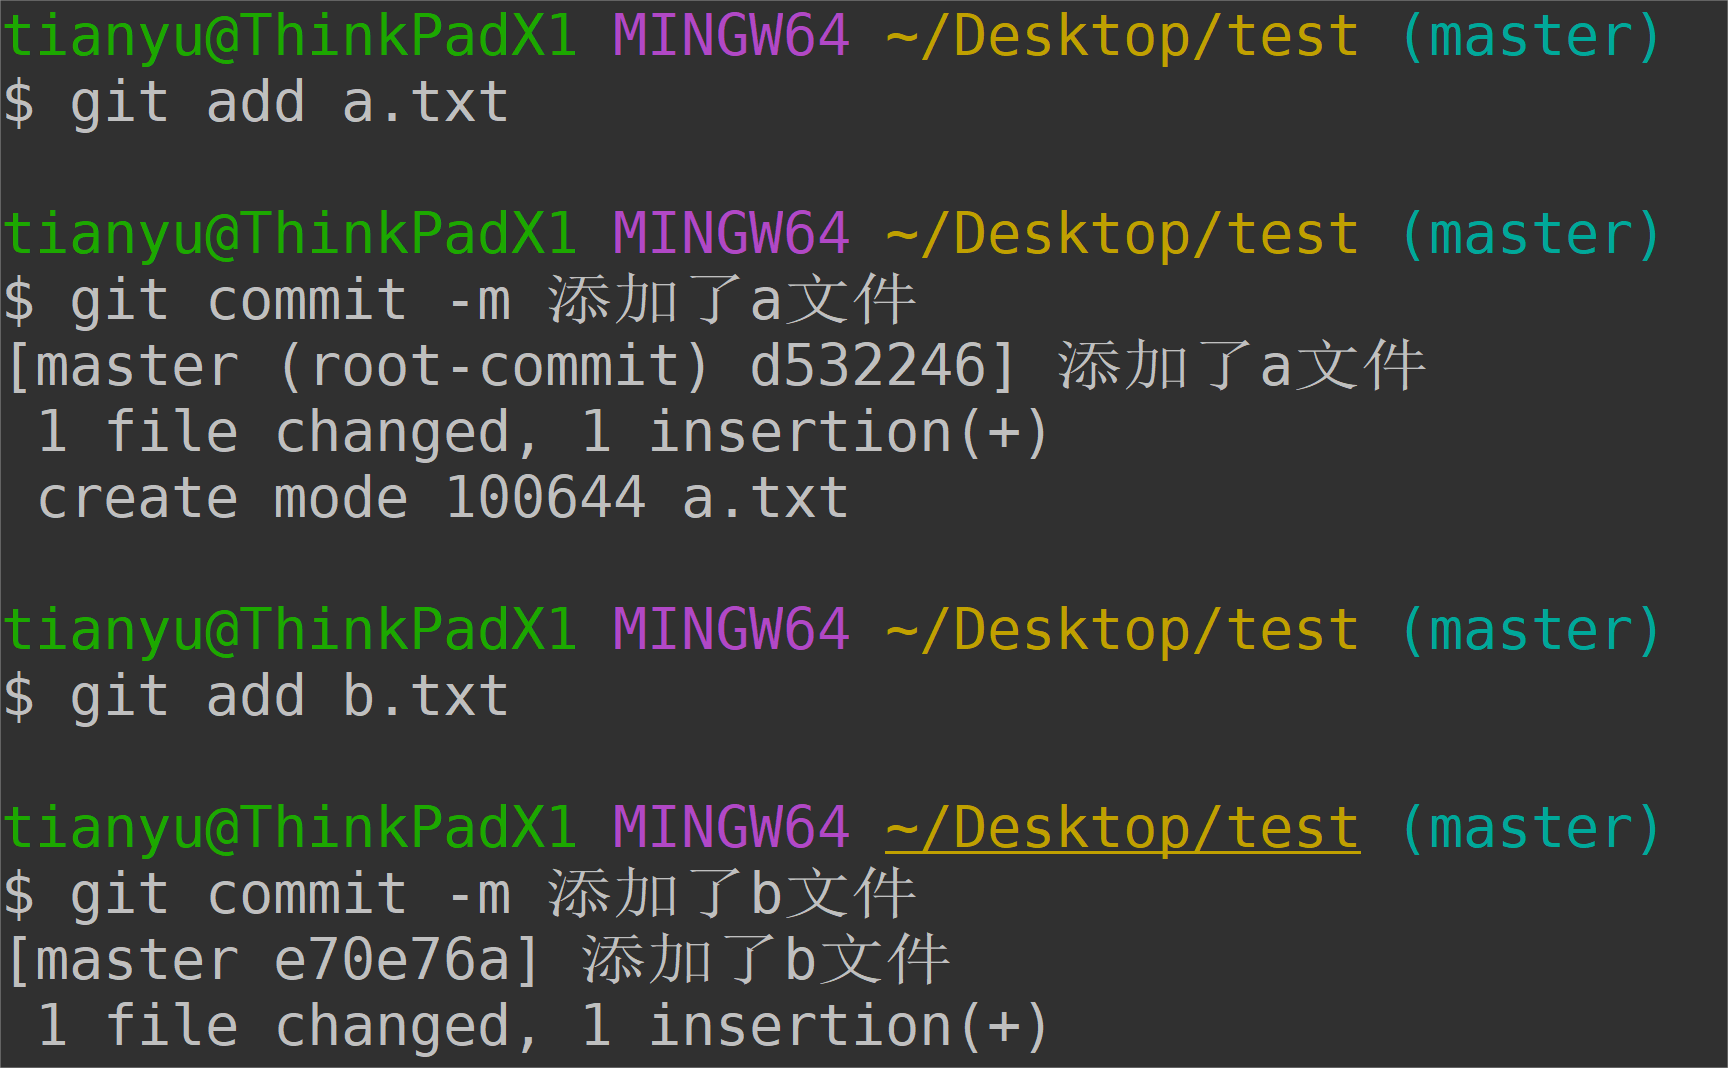 tianyu@ThinkPadX1 MINGW64 ~/Desktop/test (master)
$ git add a.txt
tianyu@ThinkPadX1 MINGW64 ~/Desktop/test (master)
$ git commit -m 添加了a文件
[master (root-commit) d532246] 添加了a文件
 1 file changed, 1 insertion(+)
 create mode 100644 a.txt
tianyu@ThinkPadX1 MINGW64 ~/Desktop/test (master)
$ git add b.txt
tianyu@ThinkPadX1 MINGW64 ~/Desktop/test (master)
$ git commit -m 添加了b文件
[master e70e76a] 添加了b文件
 1 file changed, 1 insertion(+)